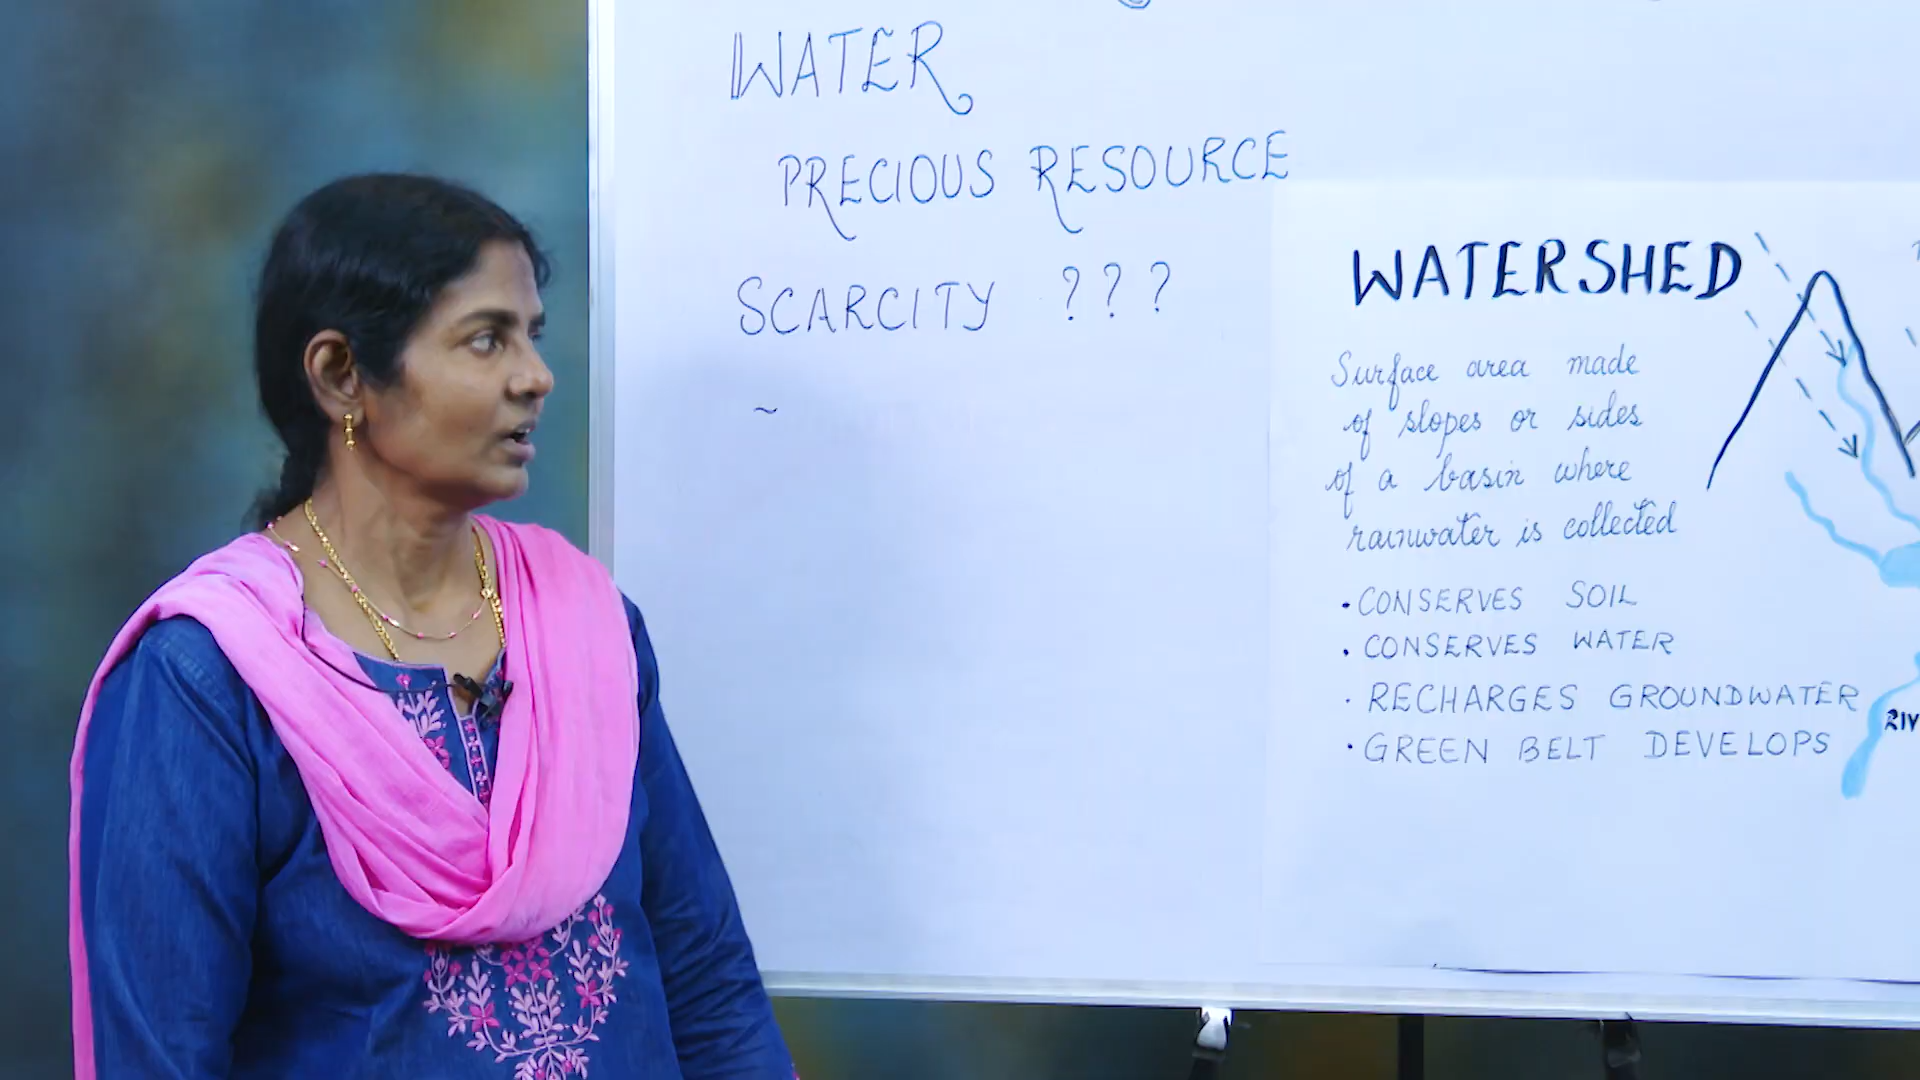 WATER
PRECIOUS RESOURCE
SCARCITY ???
~
WATERSHED
Surface area made
of slopes or sides
of a basin where
rainwater is collected
• CONSERVES SOIL
• CONSERVES WATER
• RECHARGES GROUNDWATER
• GREEN BELT DEVELOPS
RIV